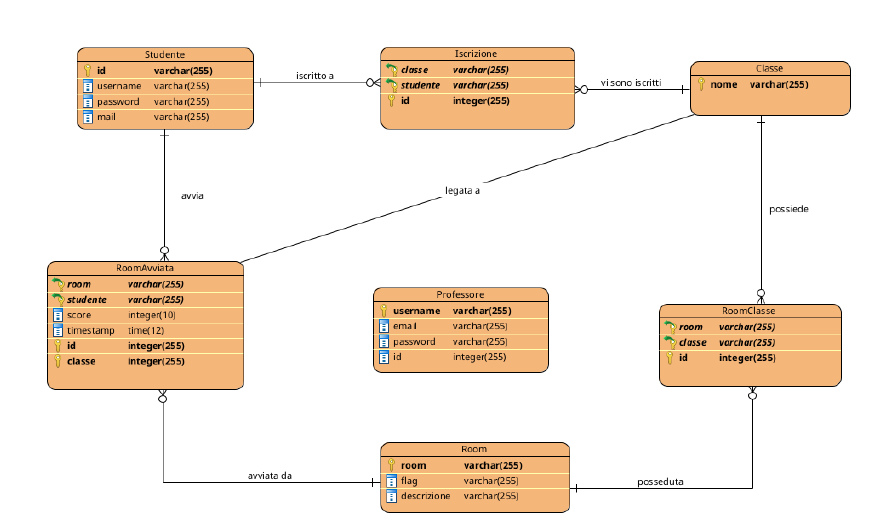 Studente
id varchar(255)
username varchar(255)
password varchar(255)
mail varchar(255)
iscritto a
Iscrizione
classe varchar(255)
studente varchar(255)
id integer(255)
vi sono iscritti
Classe
nome varchar(255)
avvia
legata a
possiede
RoomAvviata
room varchar(255)
studente varchar(255)
score integer(10)
timestamp time(12)
id integer(255)
classe integer(255)
Professore
username varchar(255)
email varchar(255)
password varchar(255)
id integer(255)
RoomClasse
room varchar(255)
classe varchar(255)
id integer(255)
avviata da
Room
room varchar(255)
flag varchar(255)
descrizione varchar(255)
posseduta